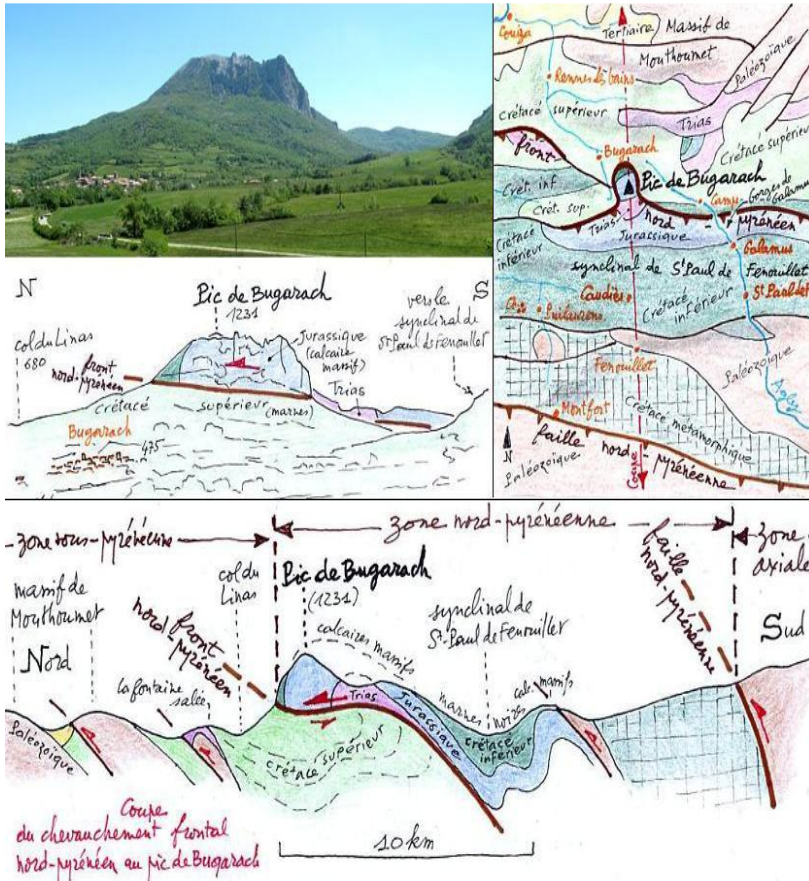 N
S
Pic de Bugarach
1231
col du Linas
680
vers le
synclinal de
St Paul de Fenouillet
Jurassique
(calcaire
massif)
front
nord-pyrénéen
Trias
Crétacé
supérieur
(marnes)
Bugarach
475
Couiza
Tertiaire
Massif de
Mouthoumet
Rennes les bains
Paléozoïque
Crétacé
supérieur
Trias
Crétacé supérieur
Bugarach
front
Pic de Bugarach
Crét. inf
Crét. sup.
Camps
Gorges de
Galamus
Trias
nord
pyrénéen
Jurassique
Galamus
Crétacé
inférieur
synclinal de St Paul de Fenouillet
St Paul de F
Caudiès
Puilaurens
Crétacé
inférieur
Fenouillet
Paléozoïque
Agly
Montfort
Crétacé métamorphique
N
faille
nord
pyrénéenne
Paléozoïque
Coupe
zone sous-pyrénéenne
zone nord-pyrénéenne
zone
axiale
faille
nord pyrénéenne
massif de
Mouthoumet
col du
Linas
Pic de Bugarach
(1231)
synclinal de
St-Paul de Fenouillet
Nord
Sud
front
nord
pyrénéen
calcaires massifs
la fontaine
salée
calc. massifs
marnes noires
Trias
Jurassique
crétacé
inférieur
Paléozoïque
crétacé supérieur
Coupe
du chevauchement frontal
nord-pyrénéen au pic de Bugarach
10 km